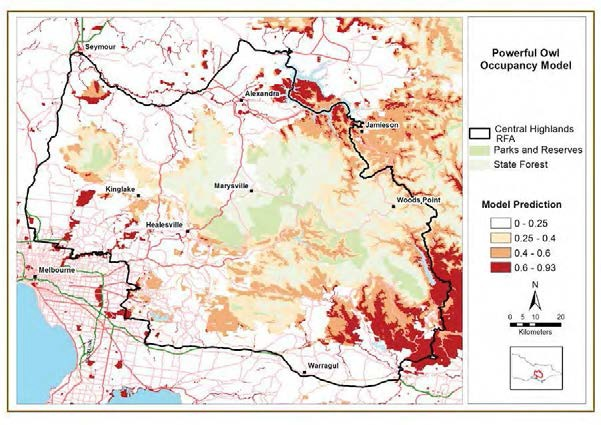 Powerful Owl
Occupancy Model
Central Highlands
RFA
Parks and Reserves
State Forest
Model Prediction
0 - 0.25
0.25 - 0.4
0.4 - 0.6
0.6 - 0.93
N
0 5 10 20
Kilometers
Seymour
Alexandra
Jamieson
Kinglake
Marysville
Woods Point
Healesville
Melbourne
Warragul